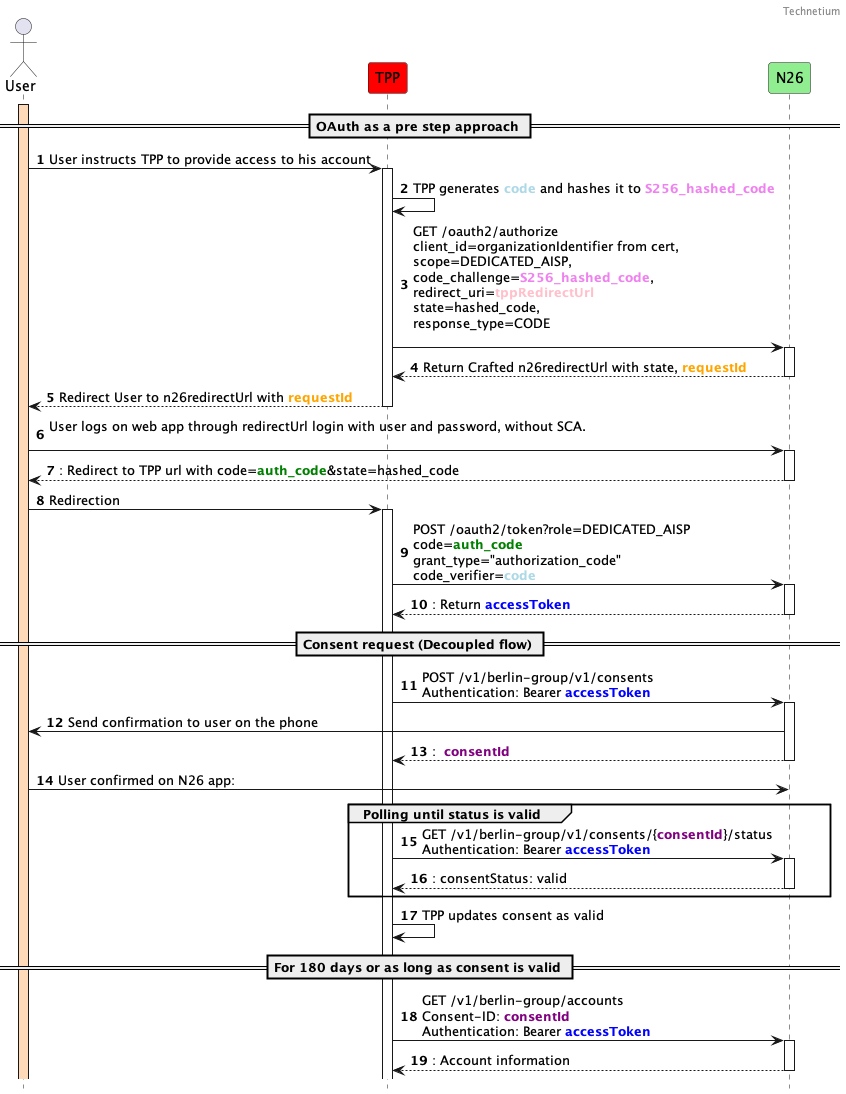 Technetium
User
TPP
N26
OAuth as a pre step approach
1 User instructs TPP to provide access to his account
2 TPP generates code and hashes it to S256_hashed_code
GET /oauth2/authorize
client_id=organizationIdentifier from cert,
scope=DEDICATED_AISP,
code_challenge=S256_hashed_code,
3 redirect_uri=tppRedirectUrl
state=hashed_code,
response_type=CODE
4 Return Crafted n26redirectUrl with state, requestId
5 Redirect User to n26redirectUrl with requestId
6 User logs on web app through redirectUrl login with user and password, without SCA.
7 : Redirect to TPP url with code=auth_code&state=hashed_code
8 Redirection
POST /oauth2/token?role=DEDICATED_AISP
code=auth_code
9 grant_type="authorization_code"
code_verifier=code
10 : Return accessToken
Consent request (Decoupled flow)
11 POST /v1/berlin-group/v1/consents
Authentication: Bearer accessToken
12 Send confirmation to user on the phone
13 : consentId
14 User confirmed on N26 app:
Polling until status is valid
15 GET /v1/berlin-group/v1/consents/{consentId}/status
Authentication: Bearer accessToken
16 : consentStatus: valid
17 TPP updates consent as valid
For 180 days or as long as consent is valid
GET /v1/berlin-group/accounts
18 Consent-ID: consentId
Authentication: Bearer accessToken
19 : Account information